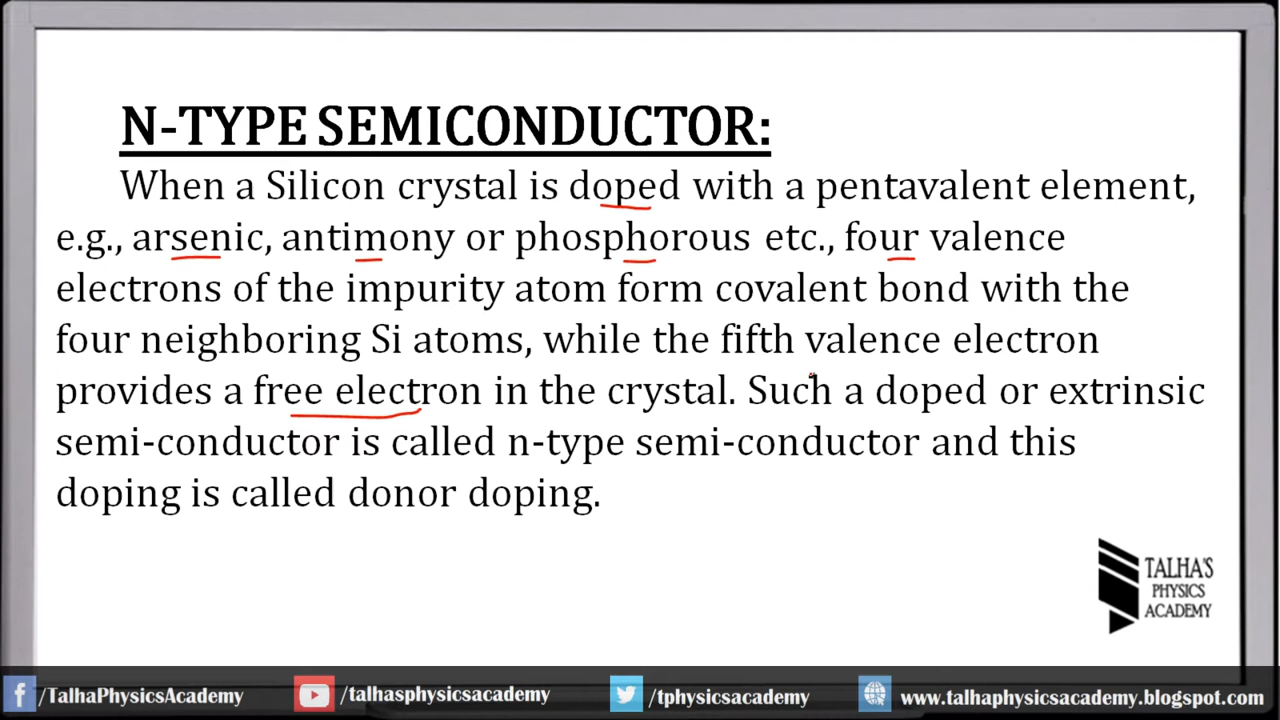 N-TYPE SEMICONDUCTOR:
When a Silicon crystal is doped with a pentavalent element,
e.g., arsenic, antimony or phosphorous etc., four valence
electrons of the impurity atom form covalent bond with the
four neighboring Si atoms, while the fifth valence electron
provides a free electron in the crystal. Such a doped or extrinsic
semi-conductor is called n-type semi-conductor and this
doping is called donor doping.
TALHA'S
PHYSICS
ACADEMY
/TalhaPhysicsAcademy
/talhasphysicsacademy
/tphysicsacademy
www.talhaphysicsacademy.blogspot.com